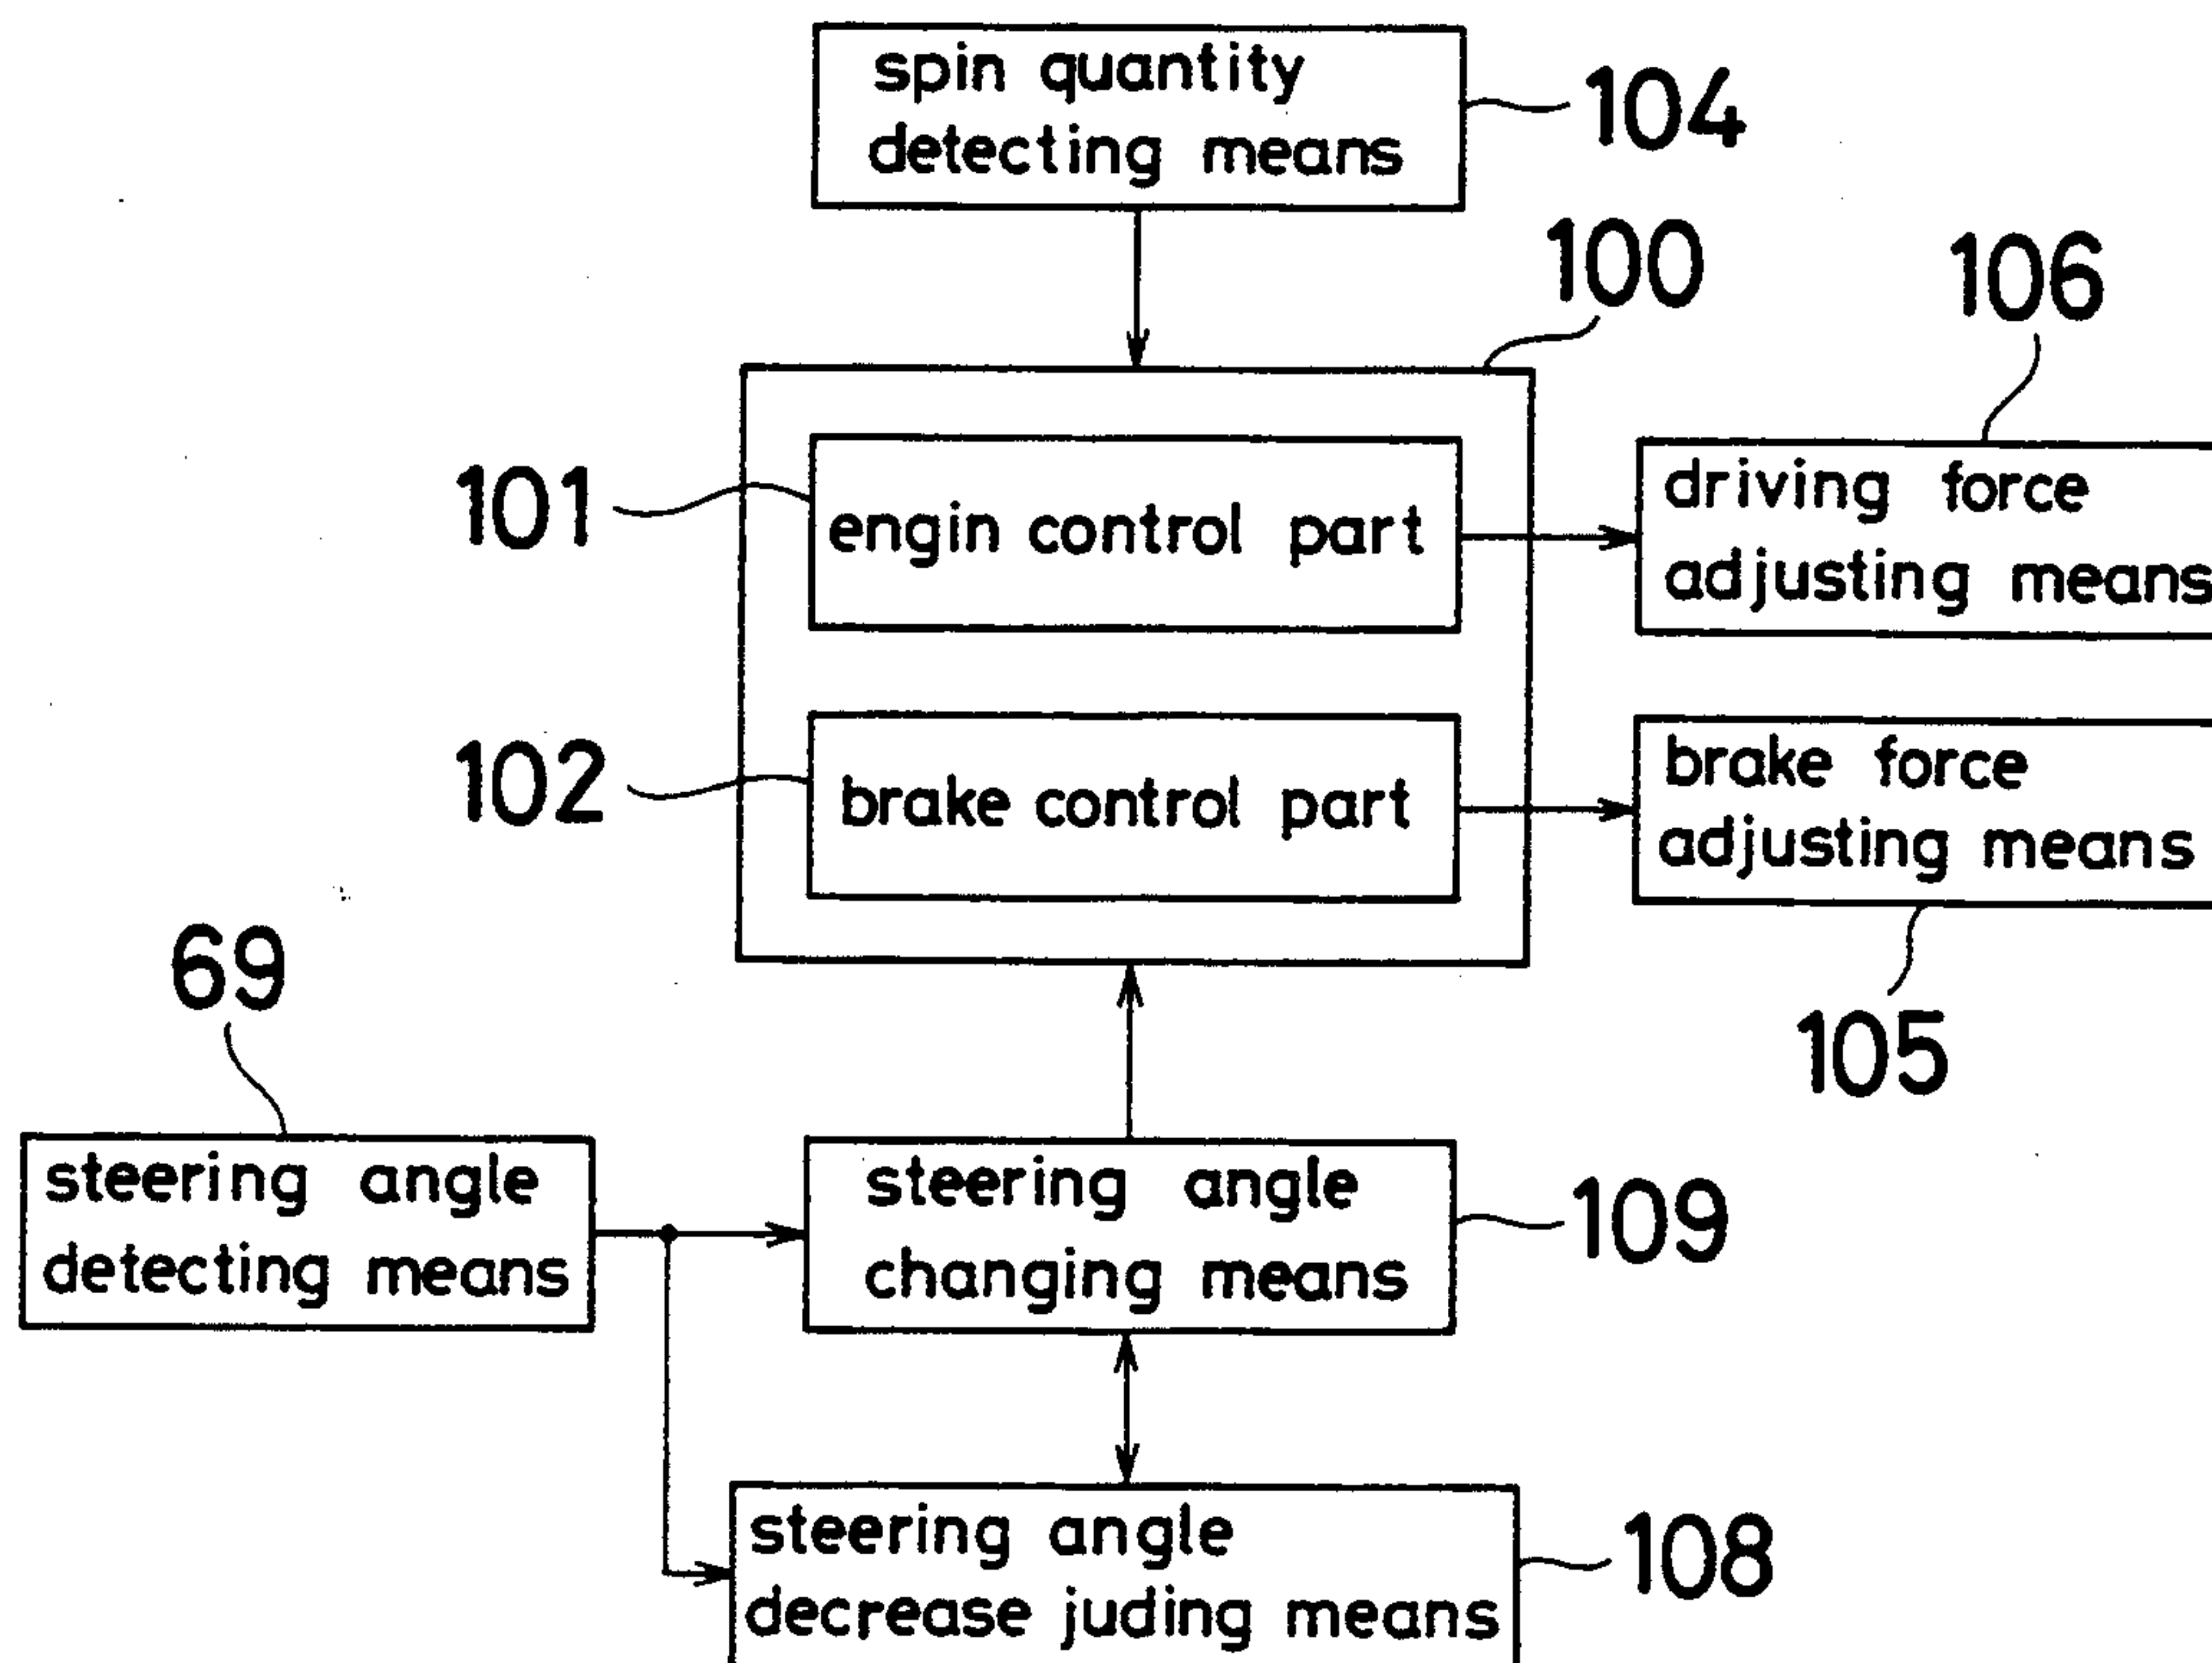 spin quantity
detecting means
104
100
106
101
engin control part
driving force
adjusting means
102
brake control part
brake force
adjusting means
105
69
steering angle
detecting means
steering angle
changing means
109
steering angle
decrease juding means
108